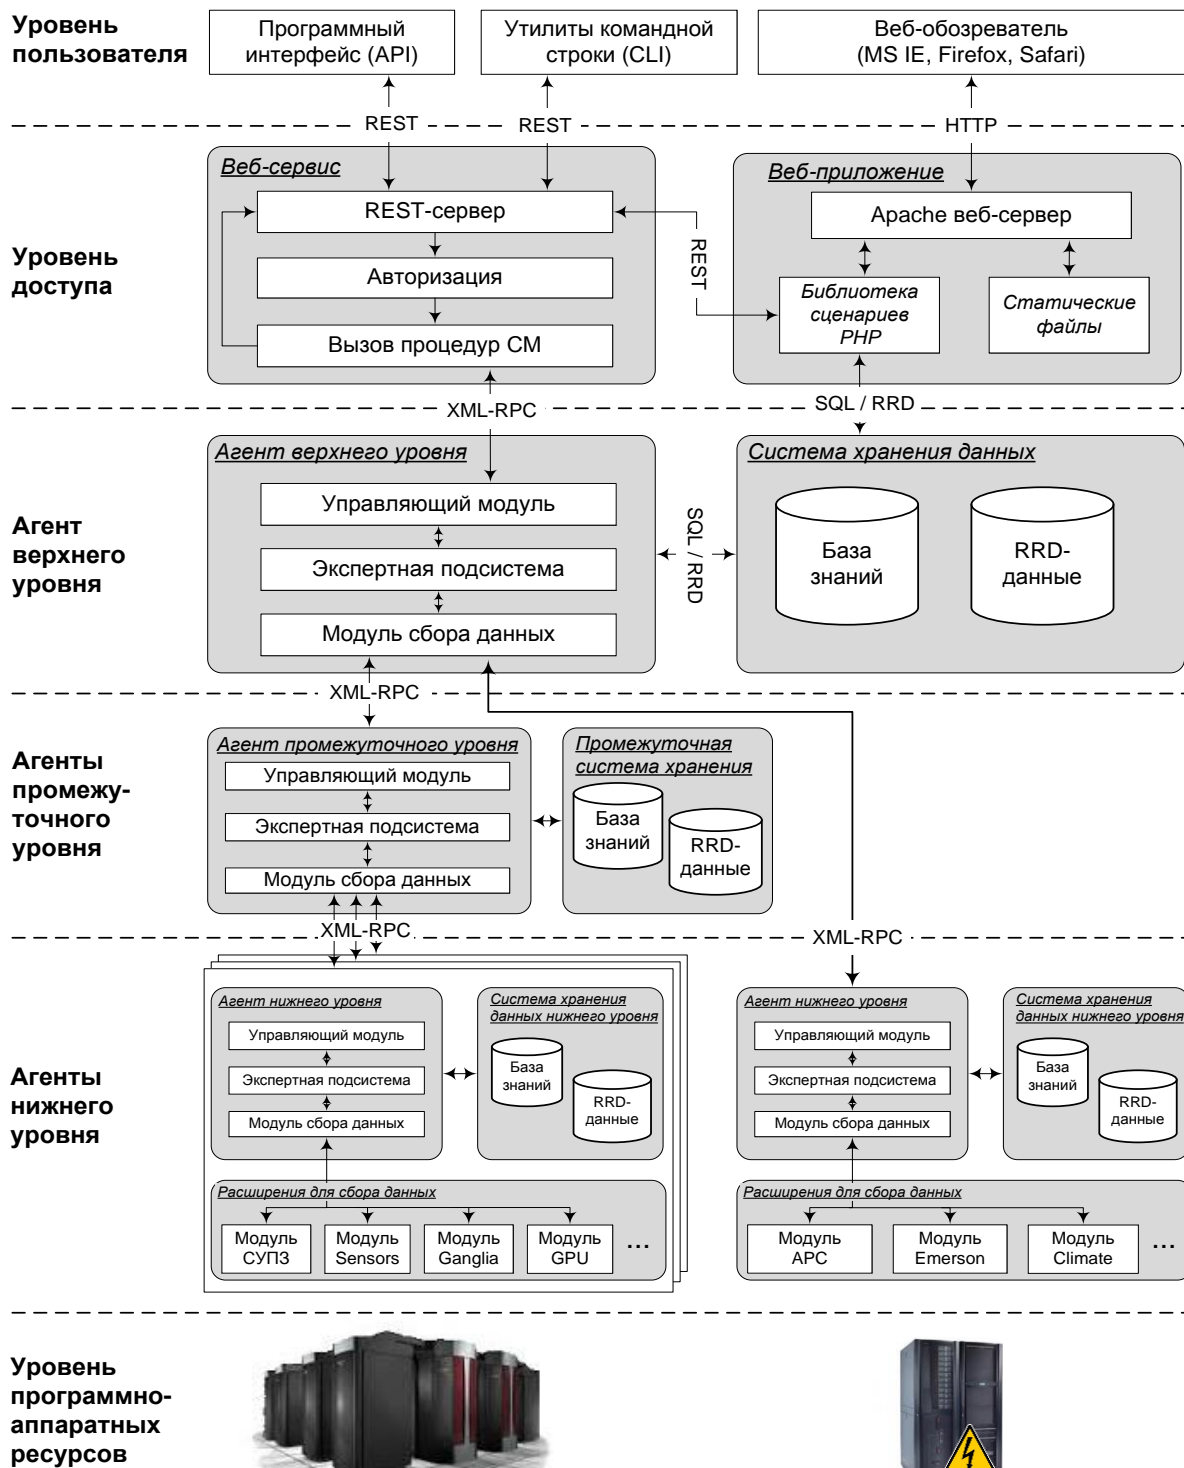 Уровень
пользователя
Программный
интерфейс (API)
Утилиты командной
строки (CLI)
Веб-обозреватель
(MS IE, Firefox, Safari)
REST
REST
HTTP
Уровень
доступа
Веб-сервис
REST-сервер
Авторизация
Вызов процедур СМ
REST
Веб-приложение
Apache веб-сервер
Библиотека
сценариев
PHP
Статические
файлы
XML-RPC
SQL / RRD
Агент
верхнего
уровня
Агент верхнего уровня
Управляющий модуль
Экспертная подсистема
Модуль сбора данных
SQL / RRD
Система хранения данных
База
знаний
RRD-
данные
XML-RPC
Агенты
промежу-
точного
уровня
Агент промежуточного уровня
Управляющий модуль
Экспертная подсистема
Модуль сбора данных
Промежуточная
система хранения
База
знаний
RRD-
данные
XML-RPC
XML-RPC
Агенты
нижнего
уровня
Агент нижнего уровня
Управляющий модуль
Экспертная подсистема
Модуль сбора данных
Система хранения
данных нижнего уровня
База
знаний
RRD-
данные
Расширения для сбора данных
Модуль
СУПЗ
Модуль
Sensors
Модуль
Ganglia
Модуль
GPU
...
Агент нижнего уровня
Управляющий модуль
Экспертная подсистема
Модуль сбора данных
Система хранения
данных нижнего уровня
База
знаний
RRD-
данные
Расширения для сбора данных
Модуль
APC
Модуль
Emerson
Модуль
Climate
...
Уровень
программно-
аппаратных
ресурсов